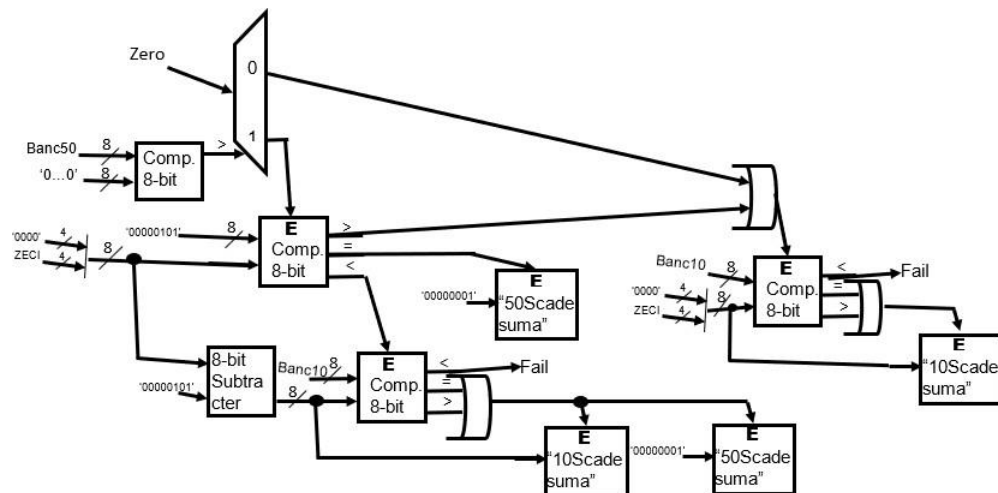 Zero
0
1
Banc50
8
'0...0'
8
Comp.
8-bit
>
'0000'
4
ZECI
4
8
'00000101'
8
E
Comp.
8-bit
>
=
<
E
'00000001'
"50Scade
suma"
8-bit
Subtra
cter
'00000101'
8
Banc10
8
E
Comp.
8-bit
<
=
>
Fail
E
"10Scade
suma"
'00000001'
E
"50Scade
suma"
Banc10
8
'0000'
4
ZECI
4
8
E
Comp.
8-bit
<
=
>
Fail
E
"10Scade
suma"